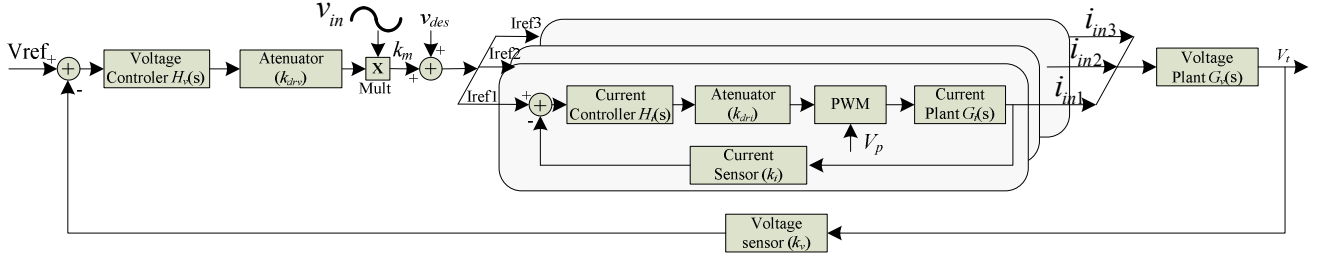 Vref
+
+
-
Voltage
Controler Hv(s)
Atenuator
(kdrv)
vin
X
Mult
km
vdes
+
+
Iref3
Iref2
Iref1
+
+
-
Current
Controller Hi(s)
Atenuator
(kdri)
PWM
Vp
Current
Plant Gi(s)
Current
Sensor (ki)
iin3
iin2
iin1
Voltage
Plant Gv(s)
Vt
Voltage
sensor (kv)